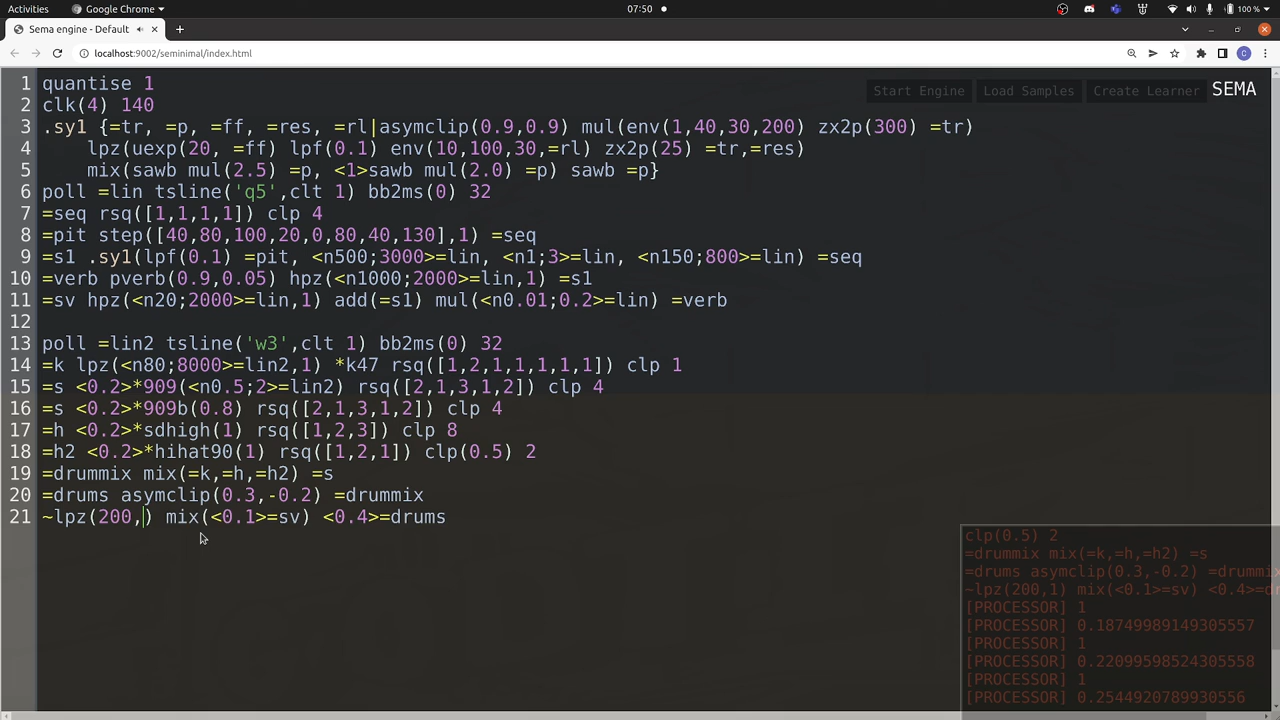 Activities
Google Chrome
07:50
100 %
Sema engine - Default
localhost:9002/seminimal/index.html
C
Start Engine
Load Samples
Create Learner
SEMA
1 quantise 1
2 clk(4) 140
3 .sy1 {=tr, =p, =ff, =res, =rl|asymclip(0.9,0.9) mul(env(1,40,30,200) zx2p(300) =tr)
4 lpz(uexp(20, =ff) lpf(0.1) env(10,100,30,=rl) zx2p(25) =tr,=res)
5 mix(sawb mul(2.5) =p, <1>sawb mul(2.0) =p) sawb =p}
6 poll =lin tsline('q5',clt 1) bb2ms(0) 32
7 =seq rsq([1,1,1,1]) clp 4
8 =pit step([40,80,100,20,0,80,40,130],1) =seq
9 =s1 .sy1(lpf(0.1) =pit, <n500;3000>=lin, <n1;3>=lin, <n150;800>=lin) =seq
10 =verb pverb(0.9,0.05) hpz(<n1000;2000>=lin,1) =s1
11 =sv hpz(<n20;2000>=lin,1) add(=s1) mul(<n0.01;0.2>=lin) =verb
12
13 poll =lin2 tsline('w3',clt 1) bb2ms(0) 32
14 =k lpz(<n80;8000>=lin2,1) *k47 rsq([1,2,1,1,1,1,1]) clp 1
15 =s <0.2>*909(<n0.5;2>=lin2) rsq([2,1,3,1,2]) clp 4
16 =s <0.2>*909b(0.8) rsq([2,1,3,1,2]) clp 4
17 =h <0.2>*sdhigh(1) rsq([1,2,3]) clp 8
18 =h2 <0.2>*hihat90(1) rsq([1,2,1]) clp(0.5) 2
19 =drummix mix(=k,=h,=h2) =s
20 =drums asymclip(0.3,-0.2) =drummix
21 ~lpz(200,) mix(<0.1>=sv) <0.4>=drums
clp(0.5) 2
=drummix mix(=k,=h,=h2) =s
=drums asymclip(0.3,-0.2) =drummix
~lpz(200,1) mix(<0.1>=sv) <0.4>=dr
[PROCESSOR] 1
[PROCESSOR] 0.18749989149305557
[PROCESSOR] 1
[PROCESSOR] 0.22099598524305558
[PROCESSOR] 1
[PROCESSOR] 0.2544920789930556